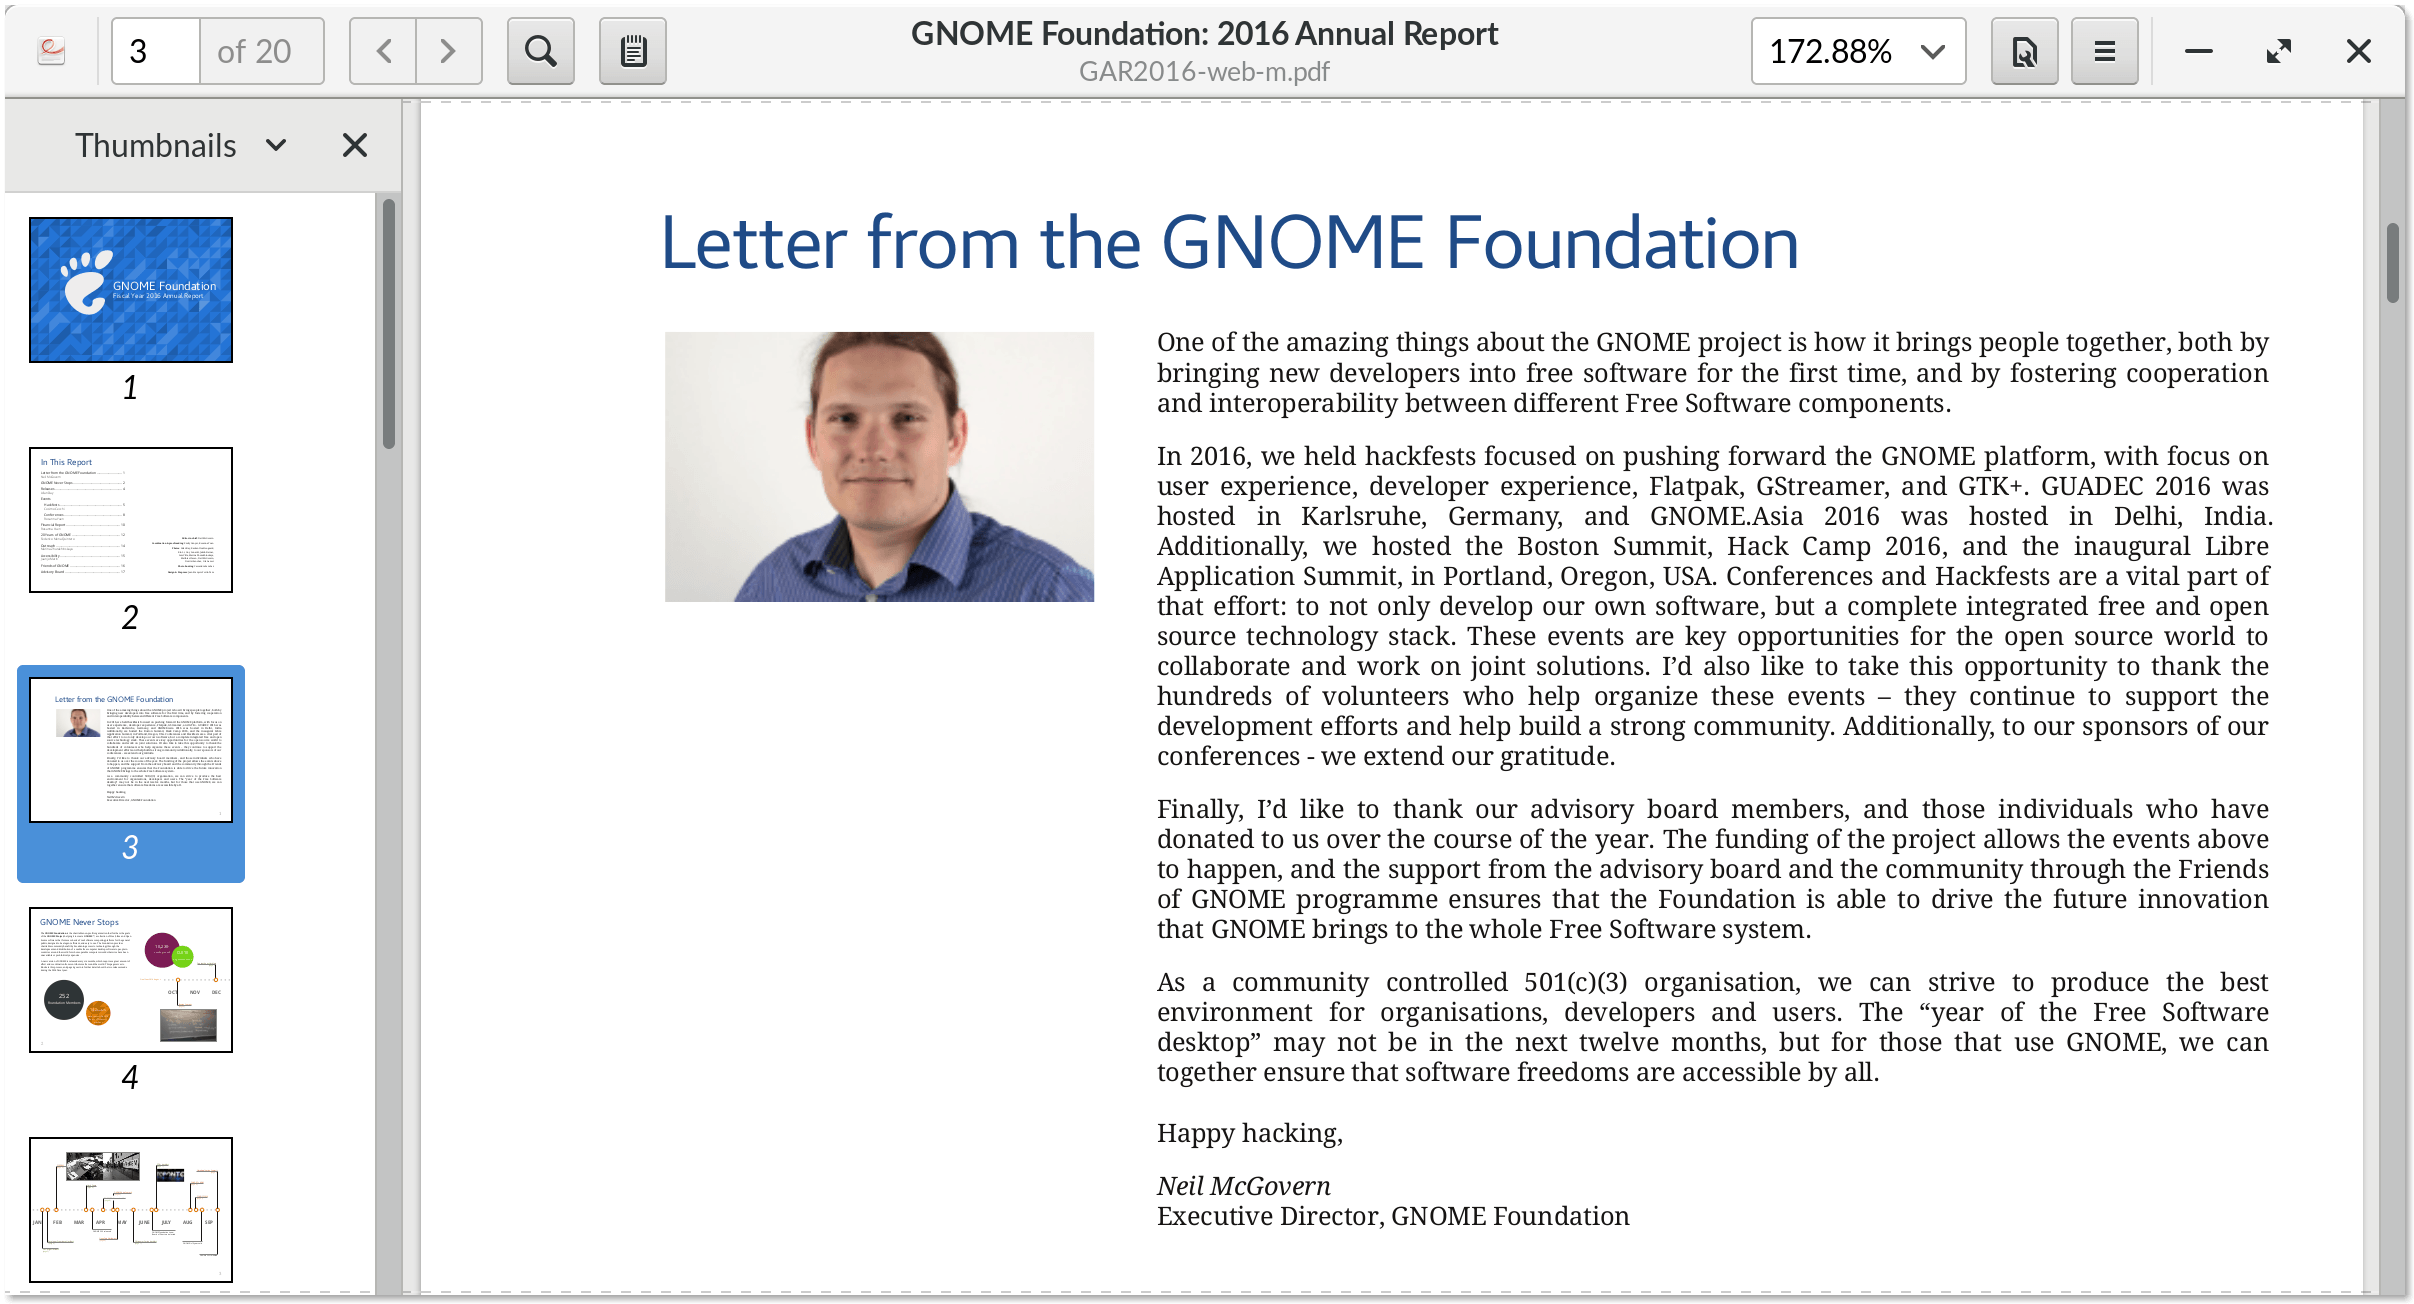 3
of 20
GNOME Foundation: 2016 Annual Report
GAR2016-web-m.pdf
172.88%
Thumbnails
GNOME Foundation
Fiscal Year 2016 Annual Report
1
In This Report
2
Letter from the GNOME Foundation
3
GNOME Never Stops
252
Foundation Members
OCT NOV DEC
4
JAN FEB MAR APR MAY JUNE JULY AUG SEP
Letter from the GNOME Foundation
One of the amazing things about the GNOME project is how it brings people together, both by
bringing new developers into free software for the first time, and by fostering cooperation
and interoperability between different Free Software components.
In 2016, we held hackfests focused on pushing forward the GNOME platform, with focus on
user experience, developer experience, Flatpak, GStreamer, and GTK+. GUADEC 2016 was
hosted in Karlsruhe, Germany, and GNOME.Asia 2016 was hosted in Delhi, India.
Additionally, we hosted the Boston Summit, Hack Camp 2016, and the inaugural Libre
Application Summit, in Portland, Oregon, USA. Conferences and Hackfests are a vital part of
that effort: to not only develop our own software, but a complete integrated free and open
source technology stack. These events are key opportunities for the open source world to
collaborate and work on joint solutions. I’d also like to take this opportunity to thank the
hundreds of volunteers who help organize these events – they continue to support the
development efforts and help build a strong community. Additionally, to our sponsors of our
conferences - we extend our gratitude.
Finally, I’d like to thank our advisory board members, and those individuals who have
donated to us over the course of the year. The funding of the project allows the events above
to happen, and the support from the advisory board and the community through the Friends
of GNOME programme ensures that the Foundation is able to drive the future innovation
that GNOME brings to the whole Free Software system.
As a community controlled 501(c)(3) organisation, we can strive to produce the best
environment for organisations, developers and users. The “year of the Free Software
desktop” may not be in the next twelve months, but for those that use GNOME, we can
together ensure that software freedoms are accessible by all.
Happy hacking,
Neil McGovern
Executive Director, GNOME Foundation